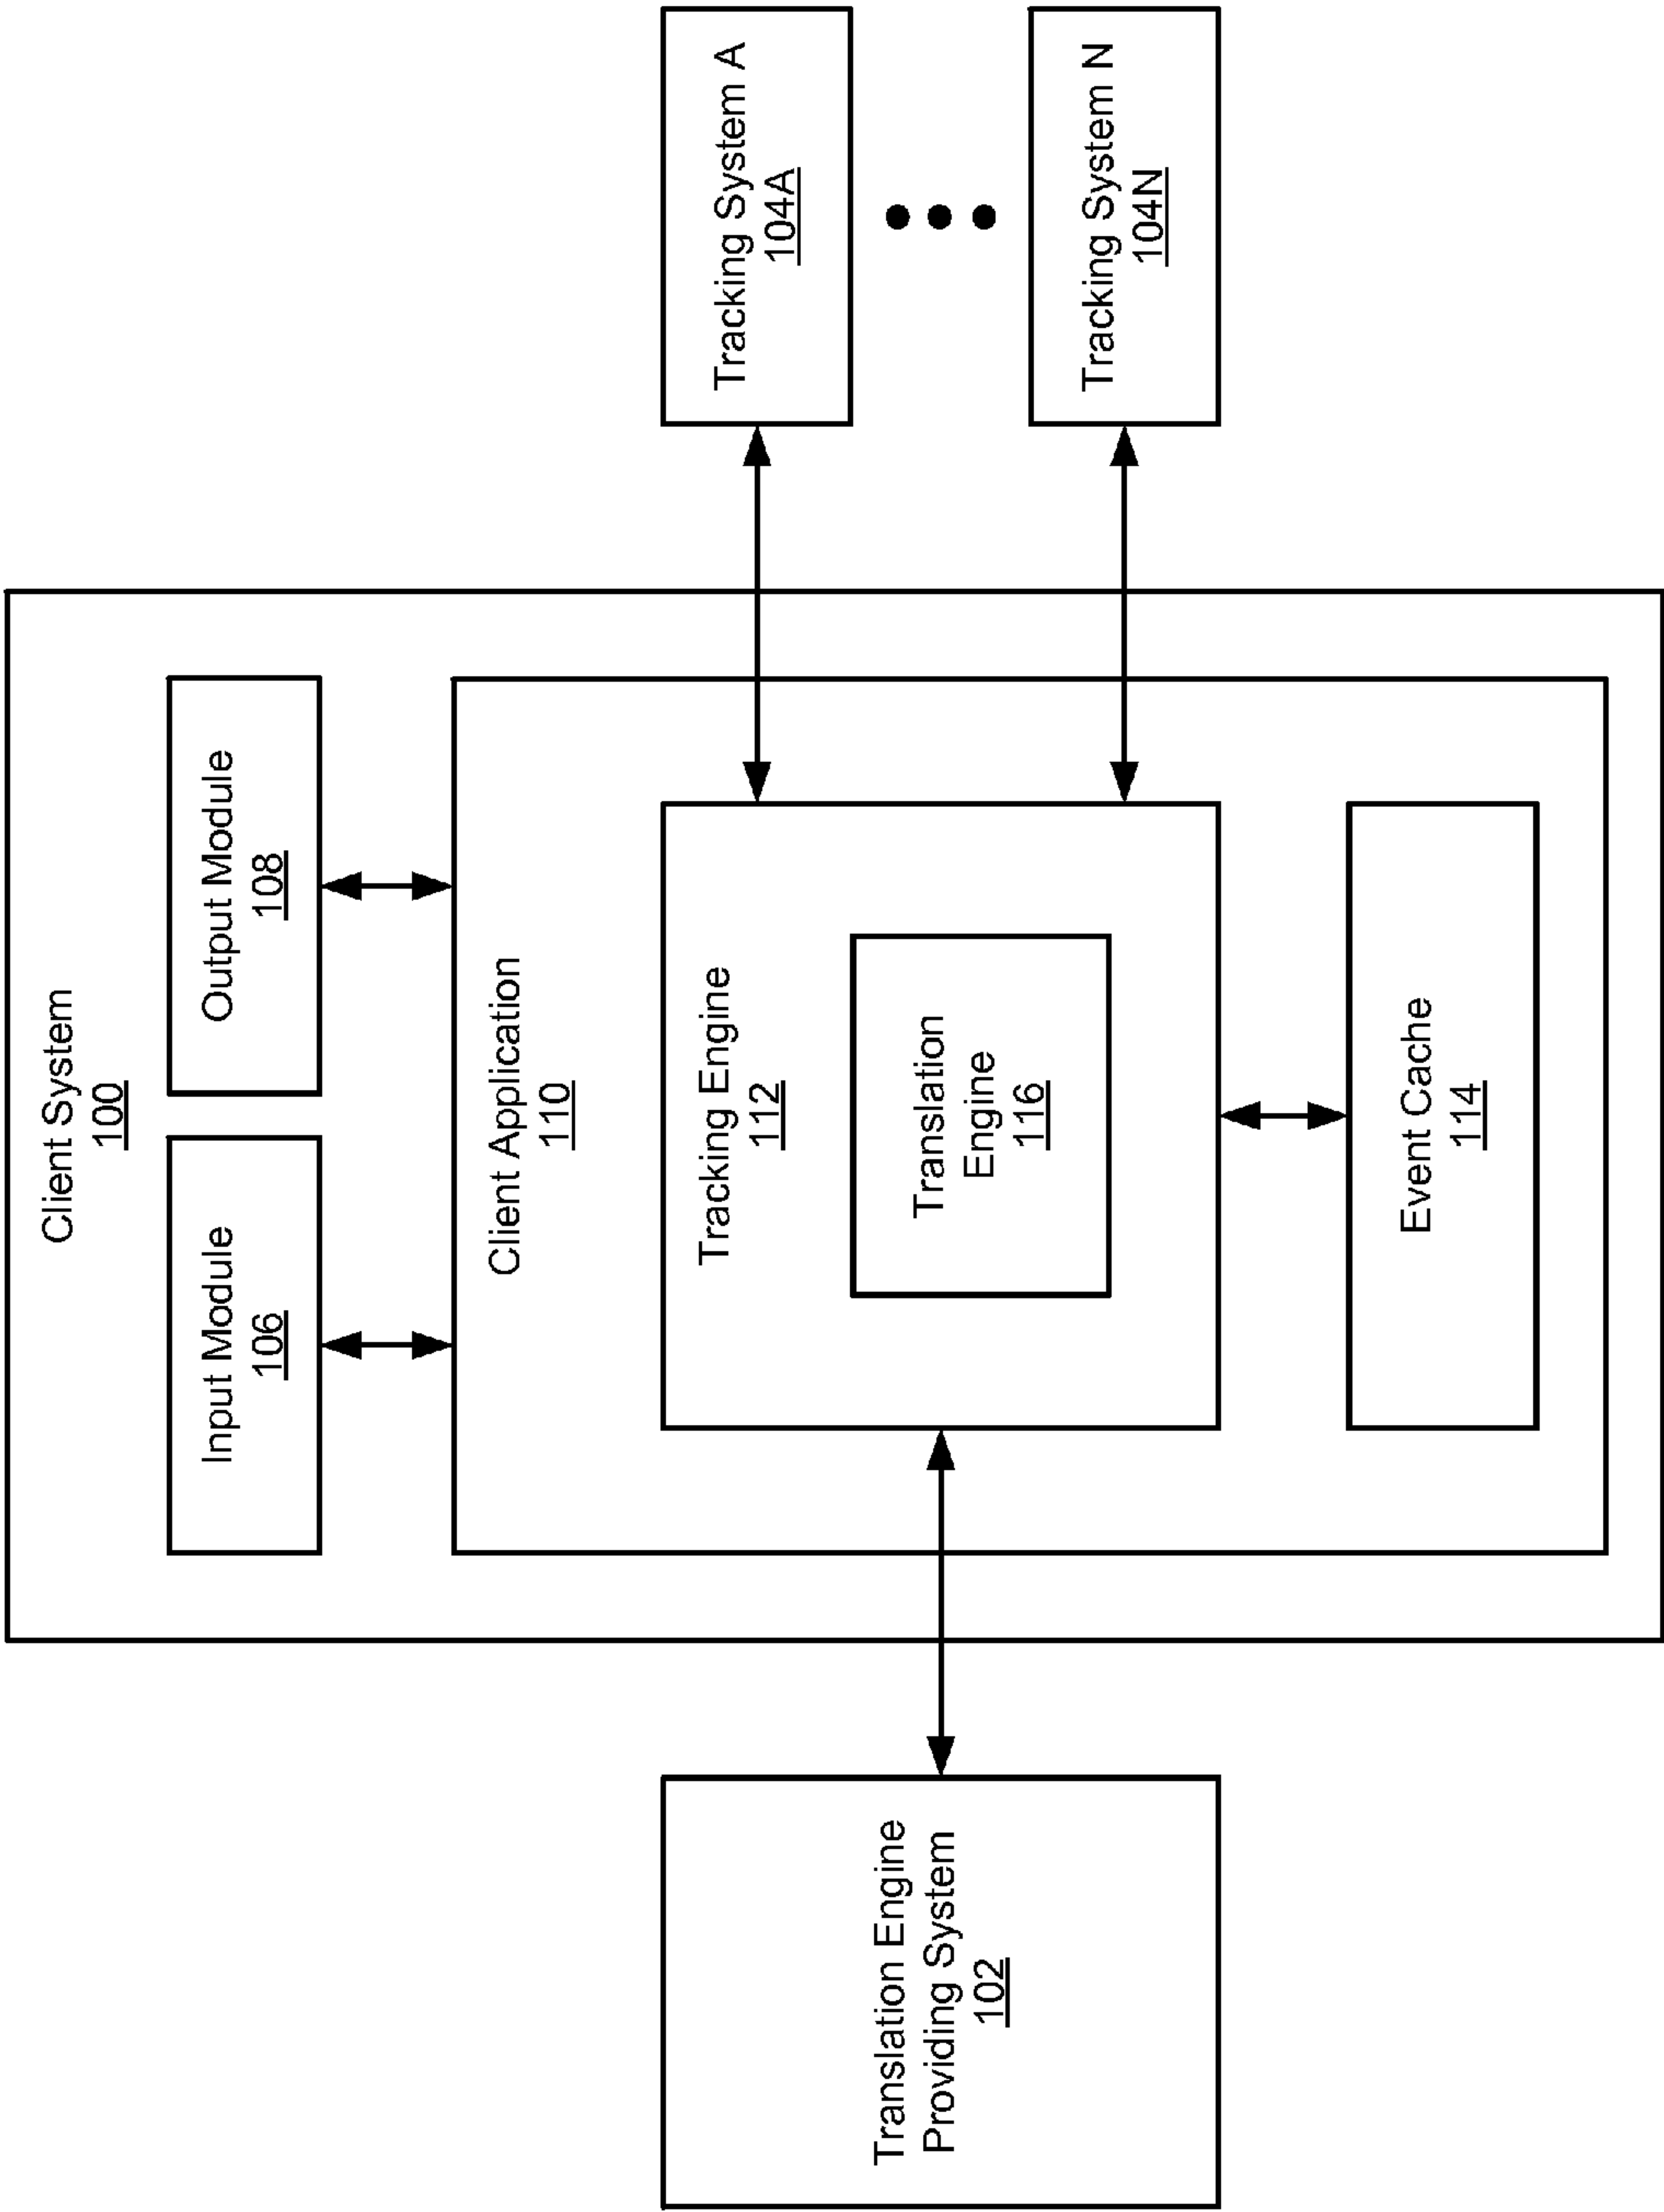 Client System
100
Input Module
106
Output Module
108
Client Application
110
Tracking Engine
112
Translation
Engine
116
Event Cache
114
Translation Engine
Providing System
102
Tracking System A
104A
Tracking System N
104N